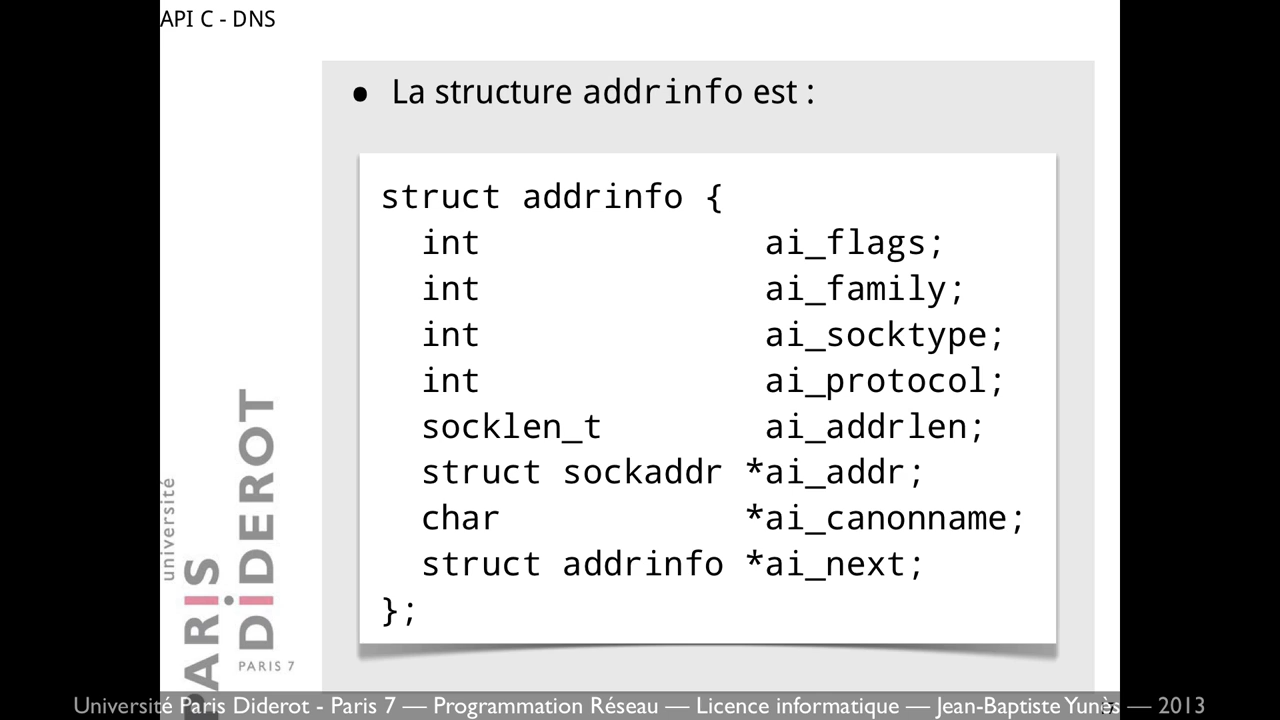 API C - DNS
• La structure addrinfo est :
struct addrinfo {
  int              ai_flags;
  int              ai_family;
  int              ai_socktype;
  int              ai_protocol;
  socklen_t        ai_addrlen;
  struct sockaddr *ai_addr;
  char            *ai_canonname;
  struct addrinfo *ai_next;
};
université
PARIS
DIDEROT
PARIS 7
Université Paris Diderot - Paris 7 — Programmation Réseau — Licence informatique — Jean-Baptiste Yunès — 2013